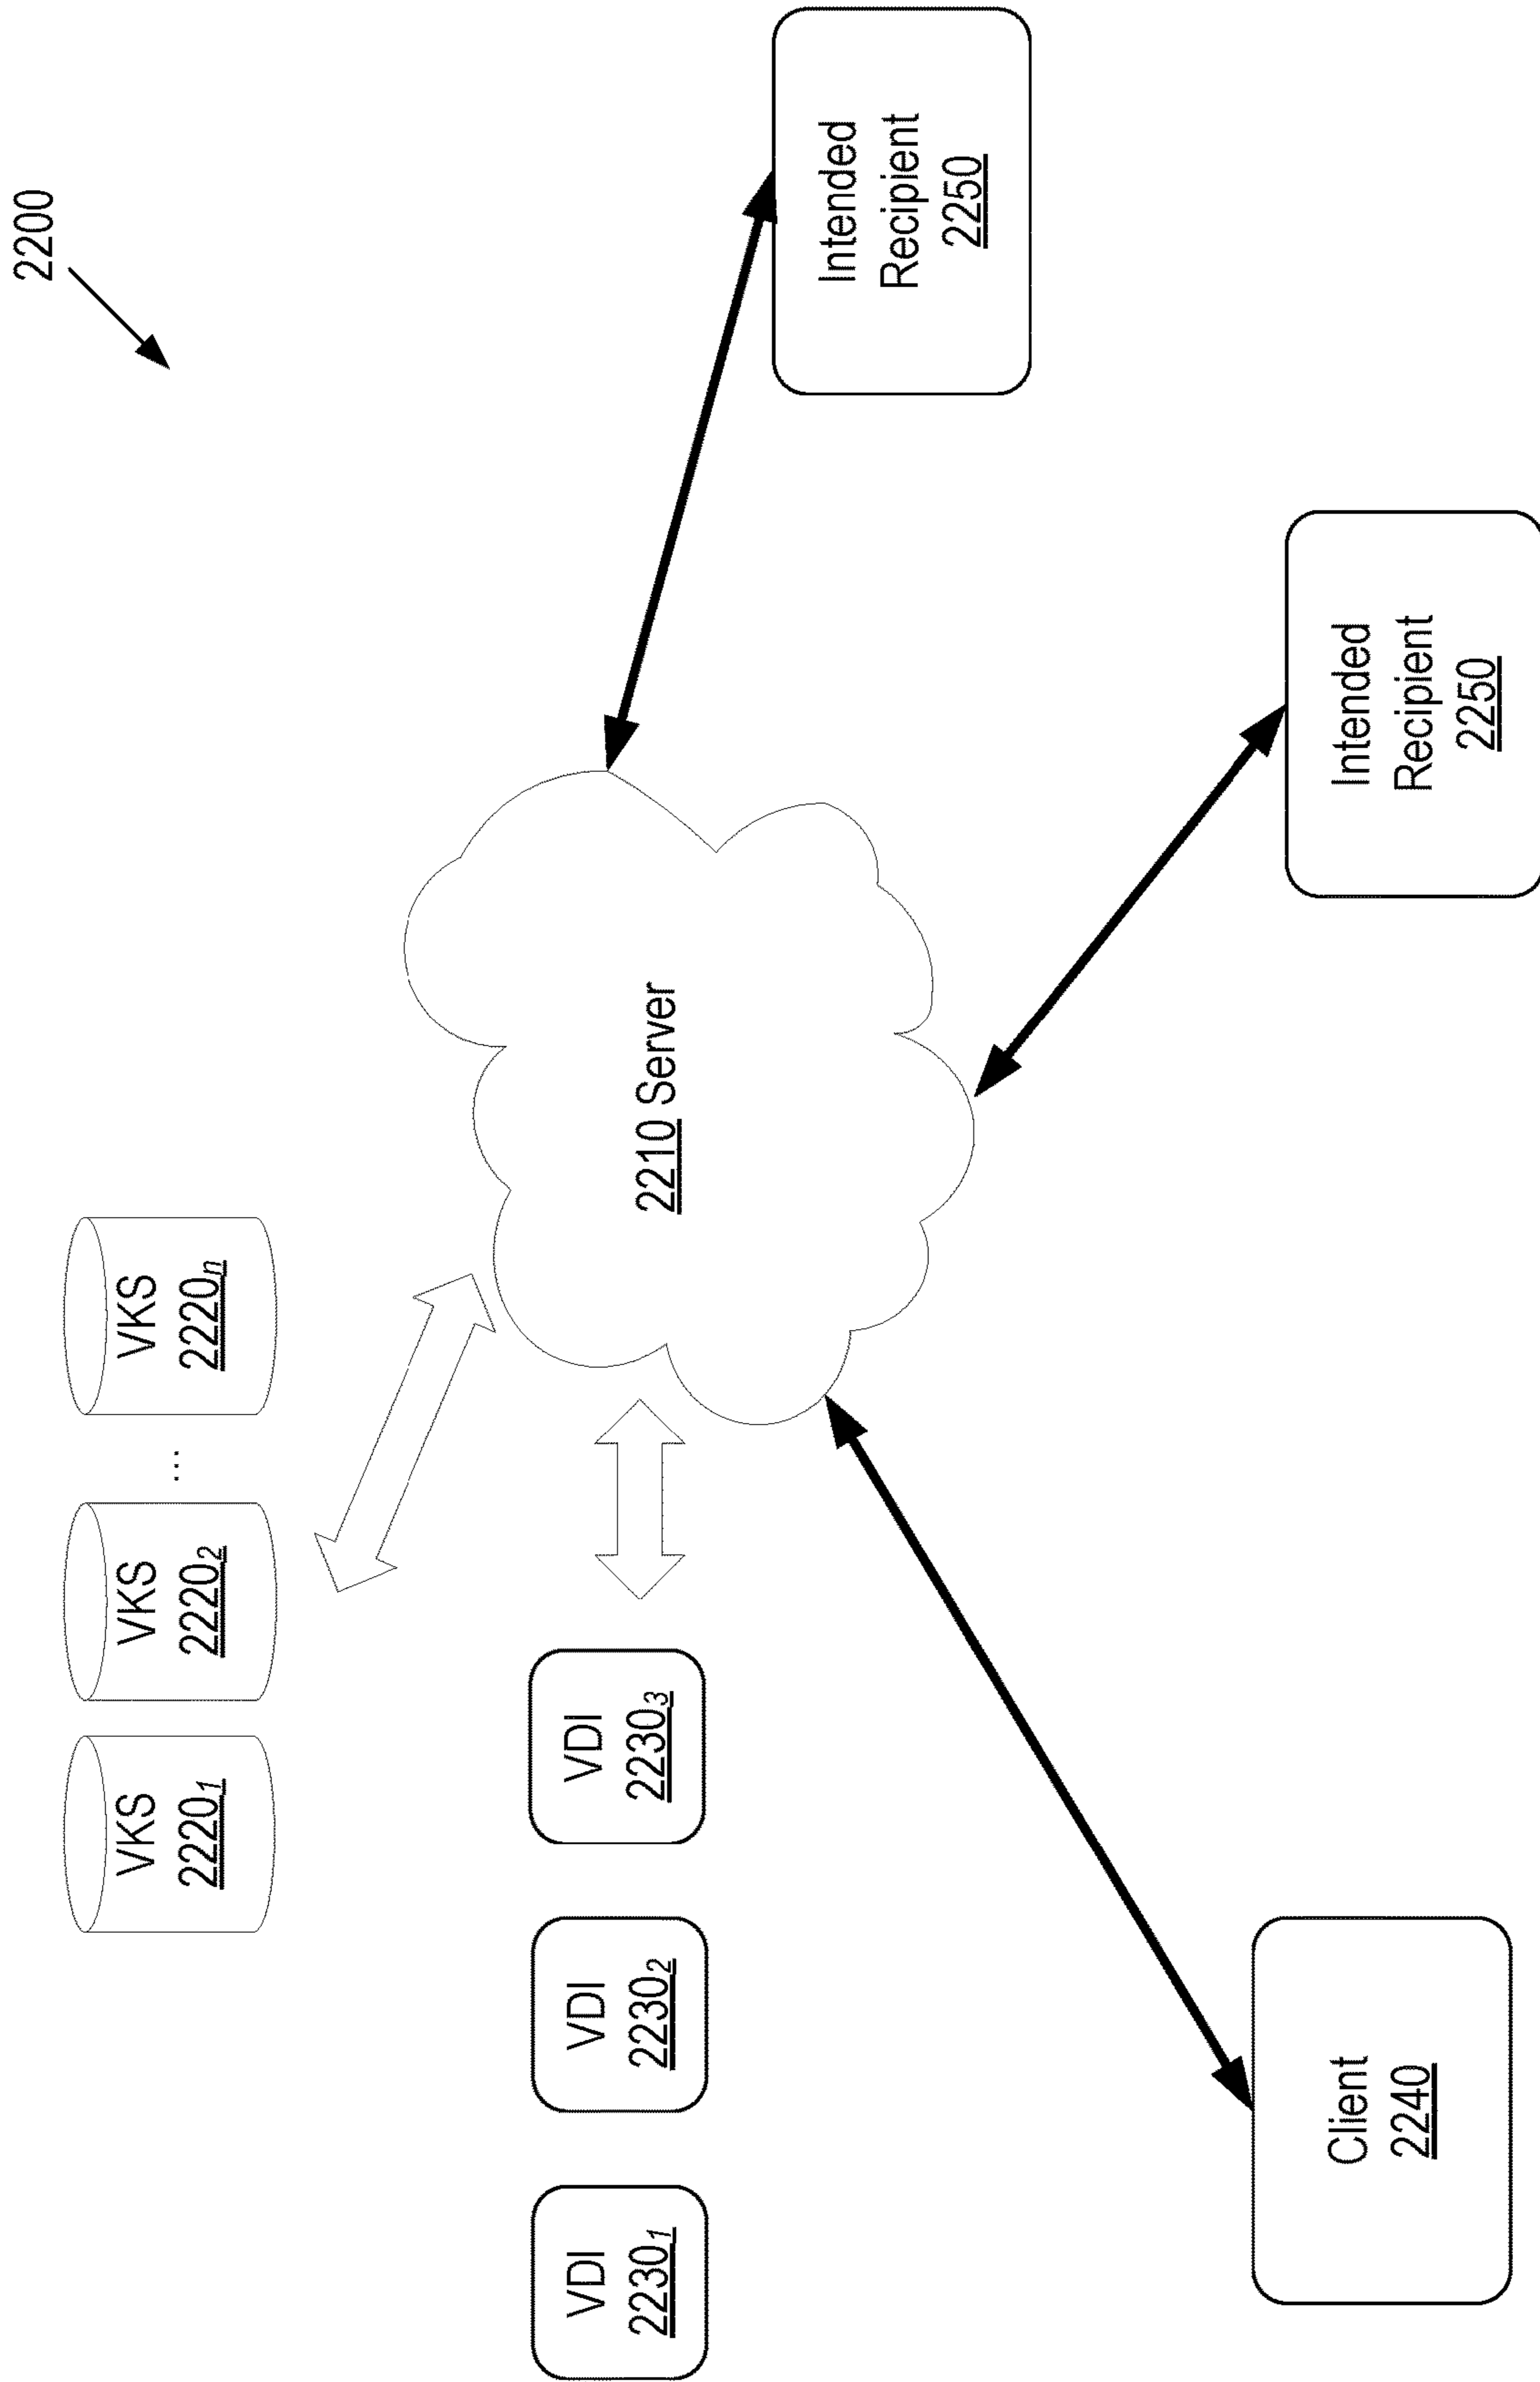 2200
VKS
2220₁
VKS
2220₂
...
VKS
2220ₙ
VDI
2230₁
VDI
2230₂
VDI
2230₃
2210 Server
Intended
Recipient
2250
Client
2240
Intended
Recipient
2250